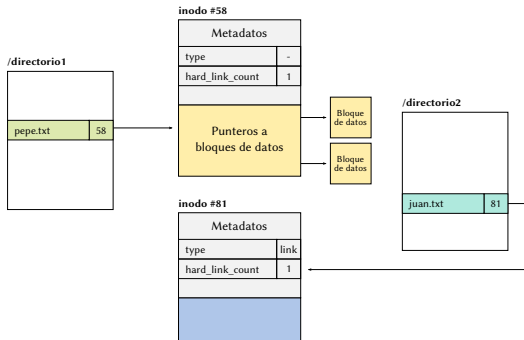 inodo #58
Metadatos
type -
hard_link_count 1
Punteros a
bloques de datos
/directorio1
pepe.txt 58
Bloque
de datos
Bloque
de datos
/directorio2
juan.txt 81
inodo #81
Metadatos
type link
hard_link_count 1